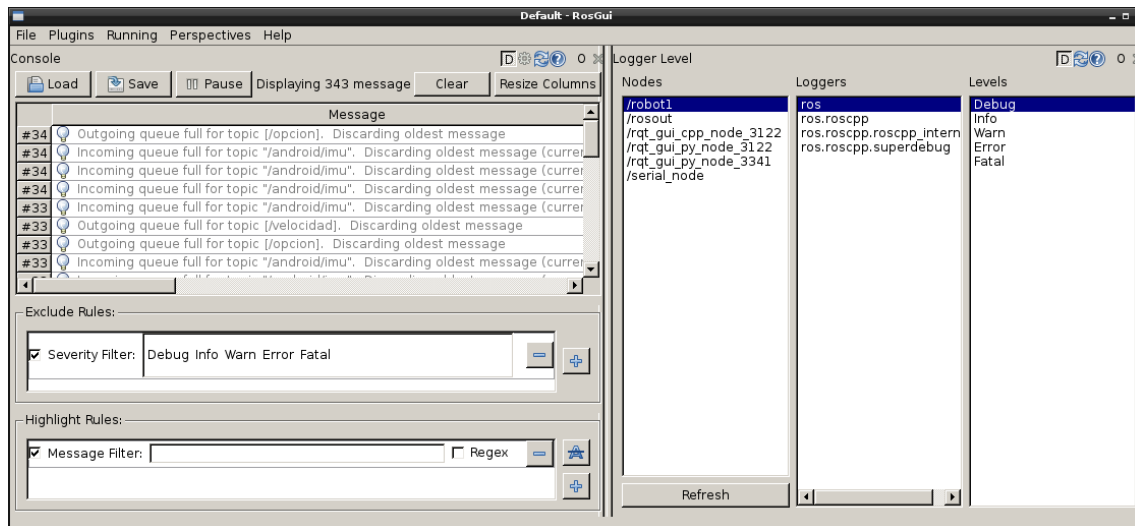 Default - RosGui
File Plugins Running Perspectives Help
Console
D O
Load Save Pause Displaying 343 message Clear Resize Columns
Message
#34 Outgoing queue full for topic [/opcion]. Discarding oldest message
#34 Incoming queue full for topic "/android/imu". Discarding oldest message (curren
#34 Incoming queue full for topic "/android/imu". Discarding oldest message (curren
#34 Incoming queue full for topic "/android/imu". Discarding oldest message (curren
#33 Incoming queue full for topic "/android/imu". Discarding oldest message (curren
#33 Outgoing queue full for topic [/velocidad]. Discarding oldest message
#33 Outgoing queue full for topic [/opcion]. Discarding oldest message
#33 Incoming queue full for topic "/android/imu". Discarding oldest message (curren
Exclude Rules:
Severity Filter: Debug Info Warn Error Fatal
Highlight Rules:
Message Filter: Regex
Logger Level
D O
Nodes
/robot1
/rosout
/rqt_gui_cpp_node_3122
/rqt_gui_py_node_3122
/rqt_gui_py_node_3341
/serial_node
Refresh
Loggers
ros
ros.roscpp
ros.roscpp.roscpp_intern
ros.roscpp.superdebug
Levels
Debug
Info
Warn
Error
Fatal